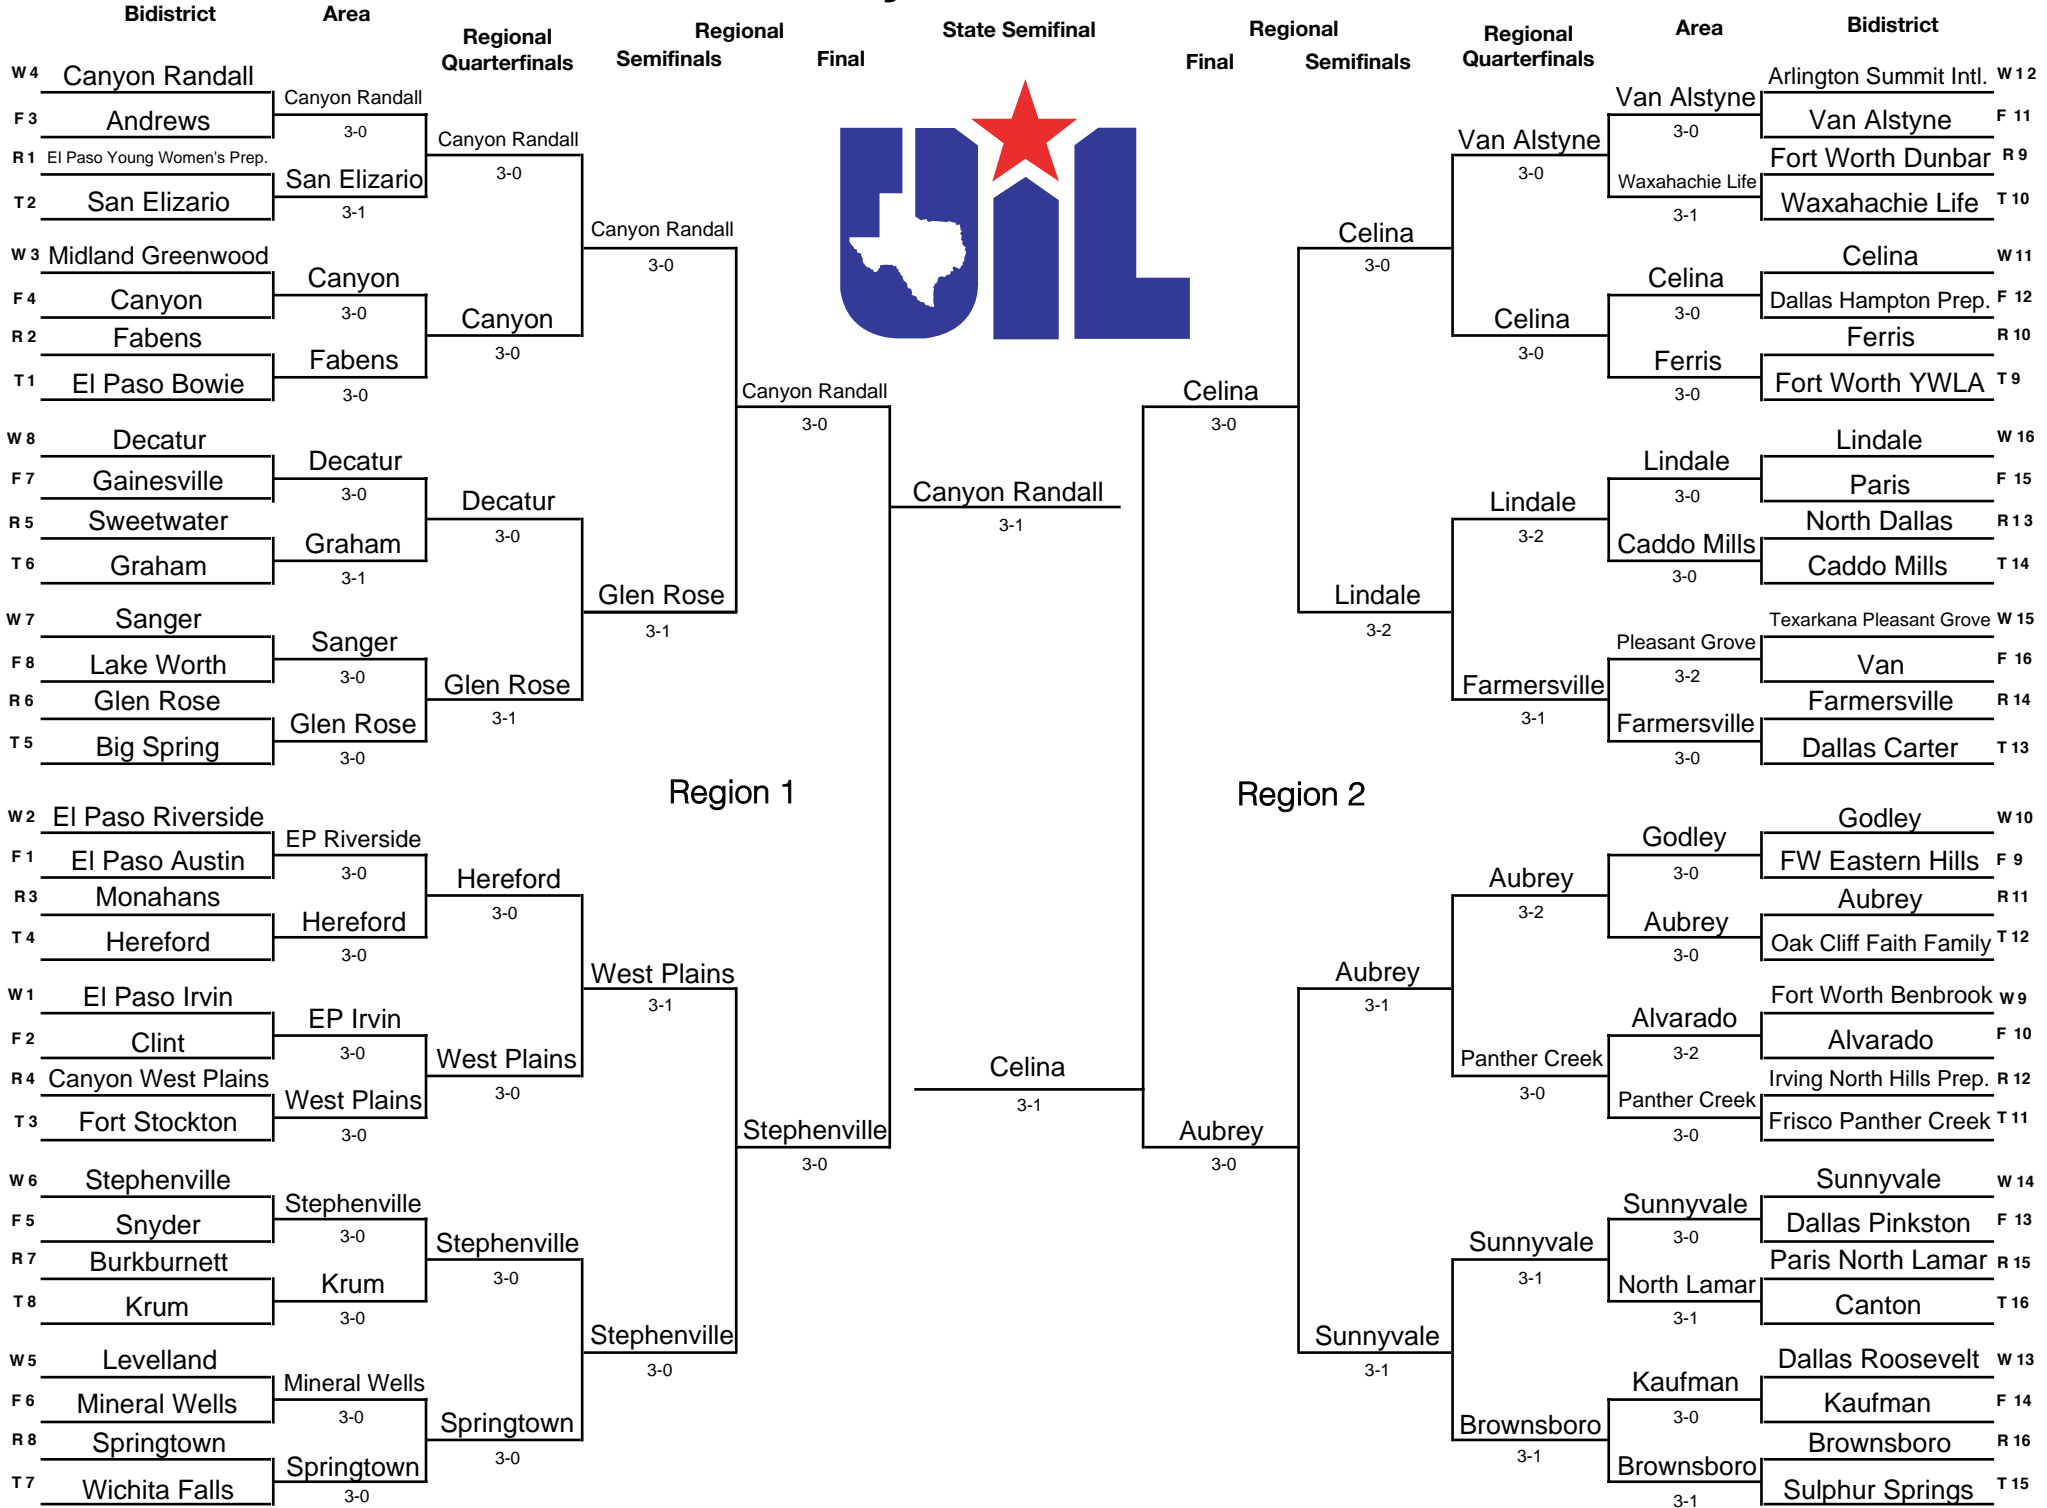 Bidistrict
Area
Regional
Quarterfinals
Regional
Semifinals
Final
State Semifinal
Regional
Final
Semifinals
Regional
Quarterfinals
Area
Bidistrict
UIL
W 4 Canyon Randall
F 3 Andrews
R 1 El Paso Young Women's Prep.
T 2 San Elizario
W 3 Midland Greenwood
F 4 Canyon
R 2 Fabens
T 1 El Paso Bowie
W 8 Decatur
F 7 Gainesville
R 5 Sweetwater
T 6 Graham
W 7 Sanger
F 8 Lake Worth
R 6 Glen Rose
T 5 Big Spring
W 2 El Paso Riverside
F 1 El Paso Austin
R 3 Monahans
T 4 Hereford
W 1 El Paso Irvin
F 2 Clint
R 4 Canyon West Plains
T 3 Fort Stockton
W 6 Stephenville
F 5 Snyder
R 7 Burkburnett
T 8 Krum
W 5 Levelland
F 6 Mineral Wells
R 8 Springtown
T 7 Wichita Falls
Canyon Randall
3-0
San Elizario
3-1
Canyon
3-0
Fabens
3-0
Decatur
3-0
Graham
3-1
Sanger
3-0
Glen Rose
3-0
EP Riverside
3-0
Hereford
3-0
EP Irvin
3-0
West Plains
3-0
Stephenville
3-0
Krum
3-0
Mineral Wells
3-0
Springtown
3-0
Canyon Randall
3-0
Canyon
3-0
Decatur
3-0
Glen Rose
3-1
Hereford
3-0
West Plains
3-0
Stephenville
3-0
Springtown
3-0
Canyon Randall
3-0
Glen Rose
3-1
Region 1
West Plains
3-1
Stephenville
3-0
Canyon Randall
3-0
Stephenville
3-0
Canyon Randall
3-1
Celina
3-1
Celina
3-0
Aubrey
3-0
Celina
3-0
Lindale
3-2
Region 2
Aubrey
3-1
Sunnyvale
3-1
Van Alstyne
3-0
Celina
3-0
Lindale
3-2
Farmersville
3-1
Aubrey
3-2
Panther Creek
3-0
Sunnyvale
3-1
Brownsboro
3-1
Van Alstyne
3-0
Waxahachie Life
3-1
Celina
3-0
Ferris
3-0
Lindale
3-0
Caddo Mills
3-0
Pleasant Grove
3-2
Farmersville
3-0
Godley
3-0
Aubrey
3-0
Alvarado
3-2
Panther Creek
3-0
Sunnyvale
3-0
North Lamar
3-1
Kaufman
3-0
Brownsboro
3-1
Arlington Summit Intl. W 12
Van Alstyne F 11
Fort Worth Dunbar R 9
Waxahachie Life T 10
Celina W 11
Dallas Hampton Prep. F 12
Ferris R 10
Fort Worth YWLA T 9
Lindale W 16
Paris F 15
North Dallas R 13
Caddo Mills T 14
Texarkana Pleasant Grove W 15
Van F 16
Farmersville R 14
Dallas Carter T 13
Godley W 10
FW Eastern Hills F 9
Aubrey R 11
Oak Cliff Faith Family T 12
Fort Worth Benbrook W 9
Alvarado F 10
Irving North Hills Prep. R 12
Frisco Panther Creek T 11
Sunnyvale W 14
Dallas Pinkston F 13
Paris North Lamar R 15
Canton T 16
Dallas Roosevelt W 13
Kaufman F 14
Brownsboro R 16
Sulphur Springs T 15